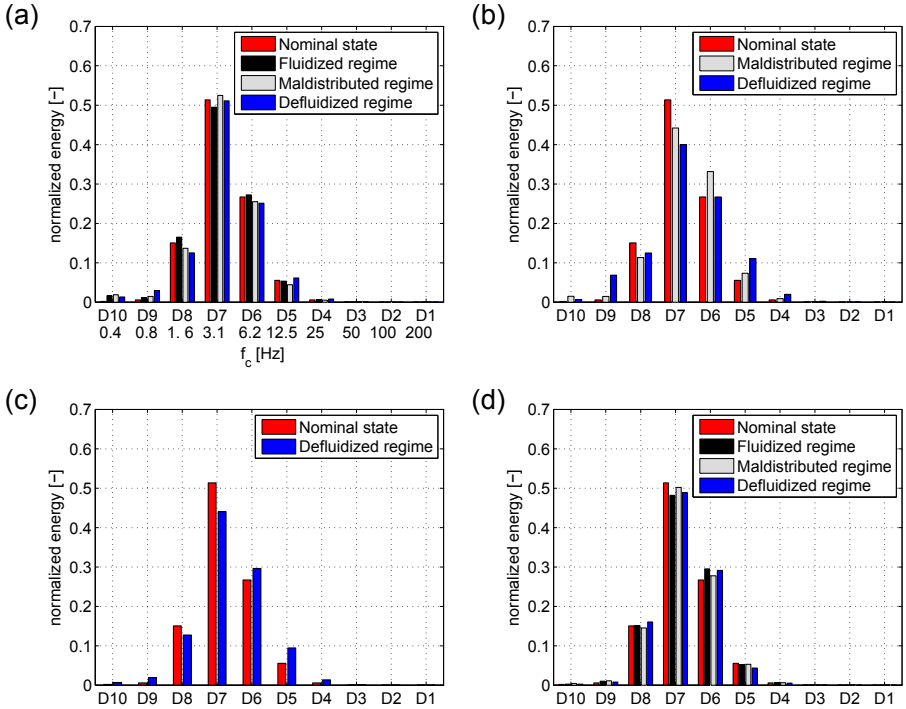 (a)
0.7
0.6
0.5
0.4
0.3
0.2
0.1
0
normalized energy [−]
Nominal state
Fluidized regime
Maldistributed regime
Defluidized regime
D10 D9 D8 D7 D6 D5 D4 D3 D2 D1
0.4 0.8 1. 6 3.1 6.2 12.5 25 50 100 200
f_c [Hz]
(b)
0.7
0.6
0.5
0.4
0.3
0.2
0.1
0
normalized energy [−]
Nominal state
Maldistributed regime
Defluidized regime
D10 D9 D8 D7 D6 D5 D4 D3 D2 D1
(c)
0.7
0.6
0.5
0.4
0.3
0.2
0.1
0
normalized energy [−]
Nominal state
Defluidized regime
D10 D9 D8 D7 D6 D5 D4 D3 D2 D1
(d)
0.7
0.6
0.5
0.4
0.3
0.2
0.1
0
normalized energy [−]
Nominal state
Fluidized regime
Maldistributed regime
Defluidized regime
D10 D9 D8 D7 D6 D5 D4 D3 D2 D1